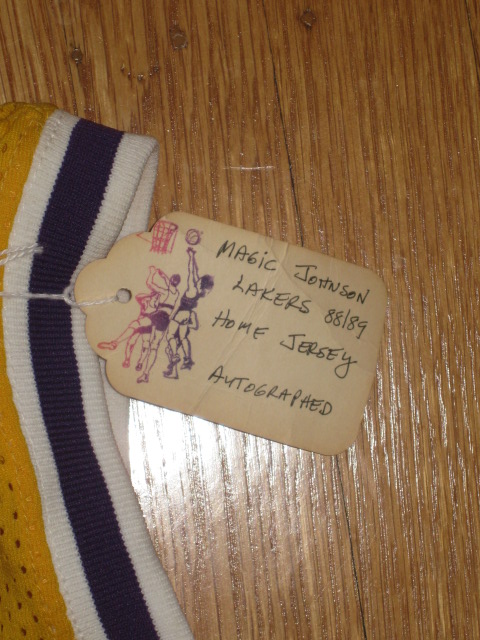 MAGIC JOHNSON
LAKERS 88/89
HOME JERSEY
AUTOGRAPHED